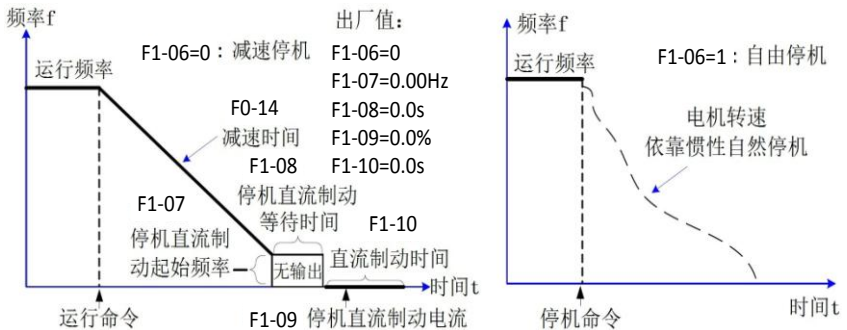 频率f
F1-06=0：减速停机
运行频率
F0-14
减速时间
F1-08
停机直流制动
等待时间
F1-07
停机直流制
动起始频率
无输出
F1-10
直流制动时间
时间t
运行命令
F1-09 停机直流制动电流
出厂值：
F1-06=0
F1-07=0.00Hz
F1-08=0.0s
F1-09=0.0%
F1-10=0.0s
频率f
F1-06=1：自由停机
运行频率
电机转速
依靠惯性自然停机
停机命令
时间t